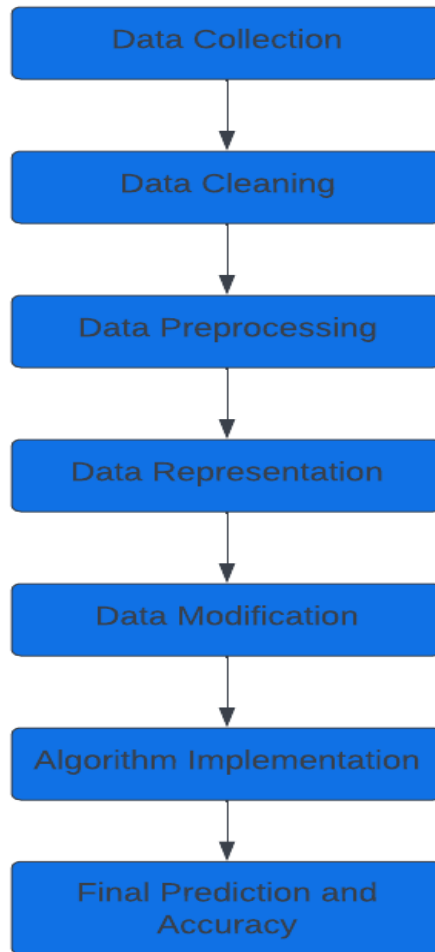 Data Collection
Data Cleaning
Data Preprocessing
Data Representation
Data Modification
Algorithm Implementation
Final Prediction and
Accuracy